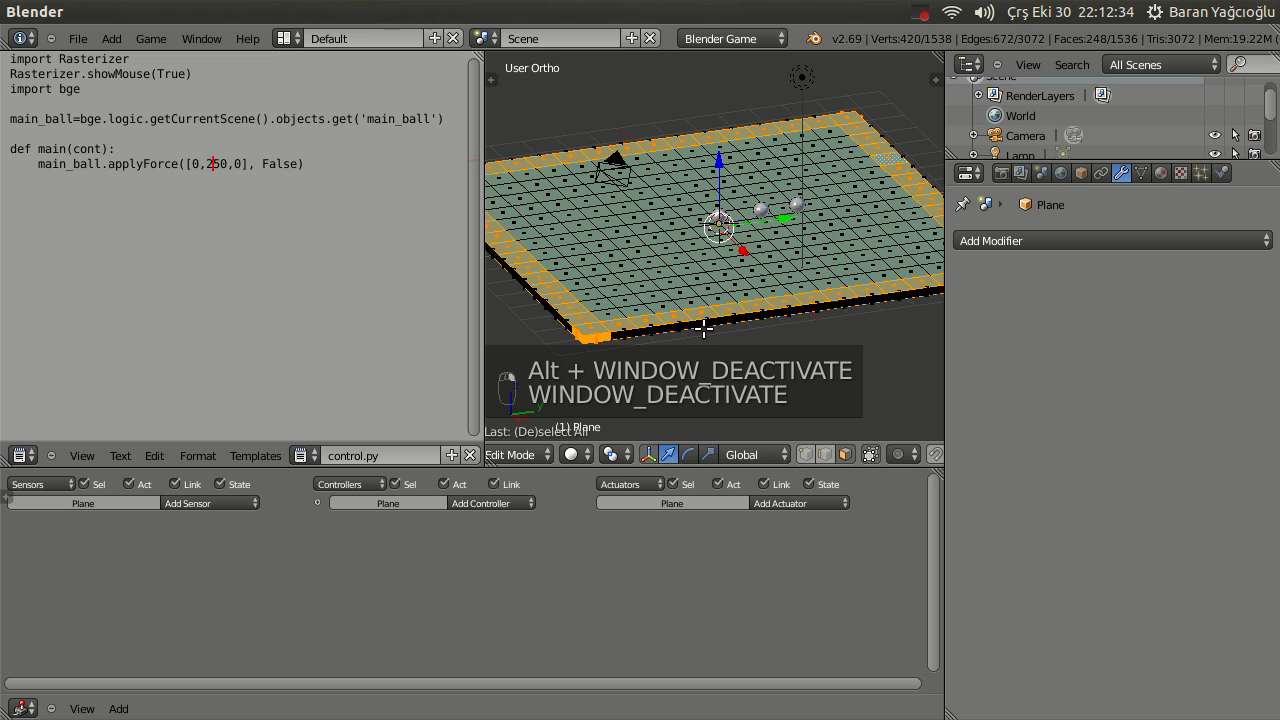 Blender
Çrş Eki 30 22:12:34 Baran Yağcıoğlu
File Add Game Window Help Default Scene Blender Game v2.69 | Verts:420/1538 | Edges:672/3072 | Faces:248/1536 | Tris:3072 | Mem:19.22M
import Rasterizer
Rasterizer.showMouse(True)
import bge
main_ball=bge.logic.getCurrentScene().objects.get('main_ball')
def main(cont):
main_ball.applyForce([0,250,0], False)
User Ortho
Alt + WINDOW_DEACTIVATE
WINDOW_DEACTIVATE
y
(1) Plane
Last: (De)select All
View Search All Scenes
Scene
RenderLayers
World
Camera
Lamp
Plane
Add Modifier
View Text Edit Format Templates control.py
Edit Mode Global
Sensors Sel Act Link State
Plane Add Sensor
Controllers Sel Act Link
Plane Add Controller
Actuators Sel Act Link State
Plane Add Actuator
View Add